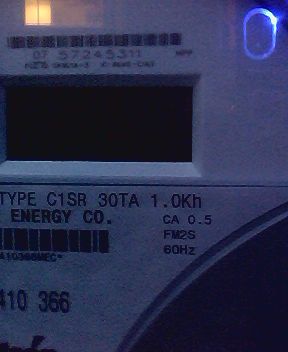 07 57245311
TYPE C1SR 30TA 1.0Kh
ENERGY CO.
CA 0.5
FM2S
60Hz
410 366